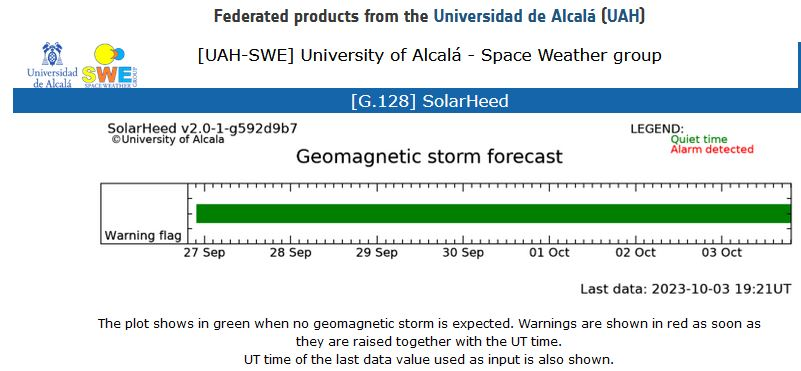 Federated products from the Universidad de Alcalá (UAH)
[UAH-SWE] University of Alcalá - Space Weather group
Universidad
de Alcalá
SWE
SPACE WEATHER
GROUP
[G.128] SolarHeed
SolarHeed v2.0-1-g592d9b7
©University of Alcala
LEGEND:
Quiet time
Alarm detected
Geomagnetic storm forecast
Warning flag
27 Sep 28 Sep 29 Sep 30 Sep 01 Oct 02 Oct 03 Oct
Last data: 2023-10-03 19:21UT
The plot shows in green when no geomagnetic storm is expected. Warnings are shown in red as soon as
they are raised together with the UT time.
UT time of the last data value used as input is also shown.